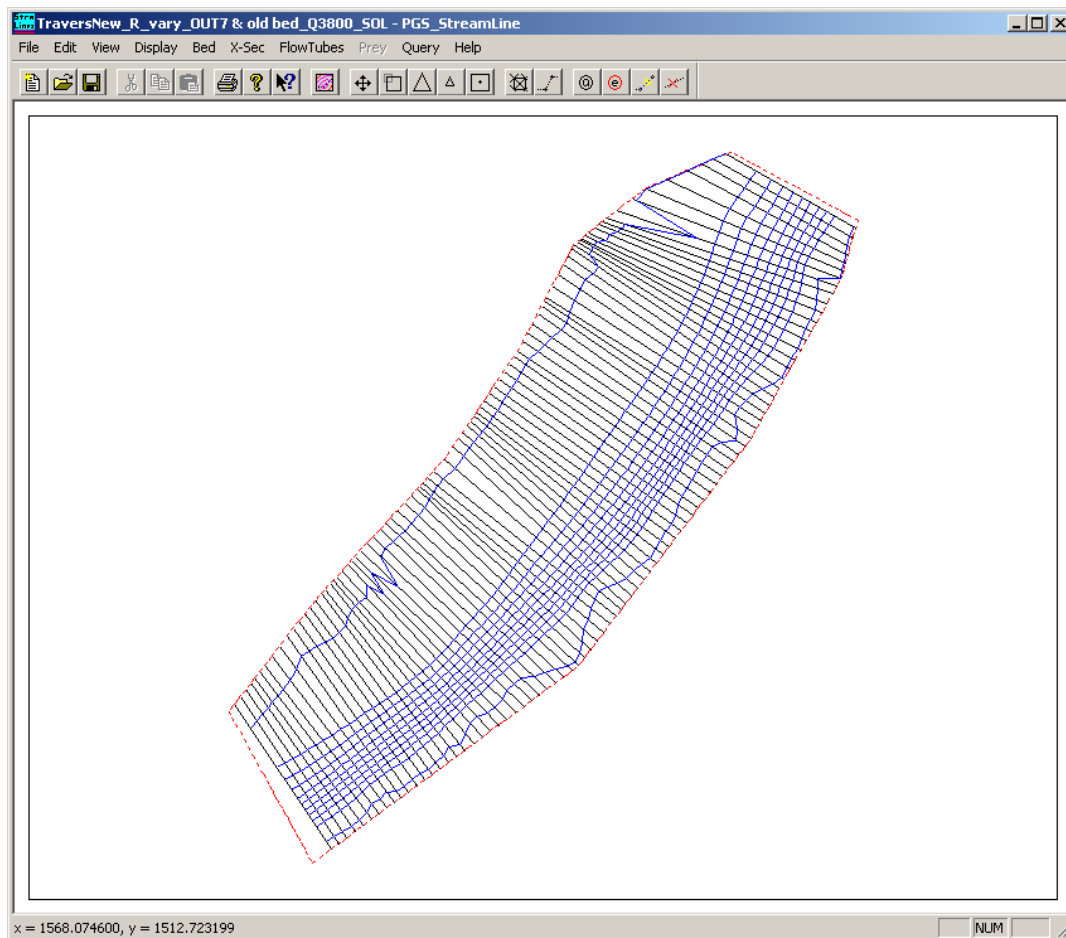 TraversNew_R_vary_OUT7 & old bed_Q3800_SOL - PGS_StreamLine
File Edit View Display Bed X-Sec FlowTubes Prey Query Help
x = 1568.074600, y = 1512.723199 NUM